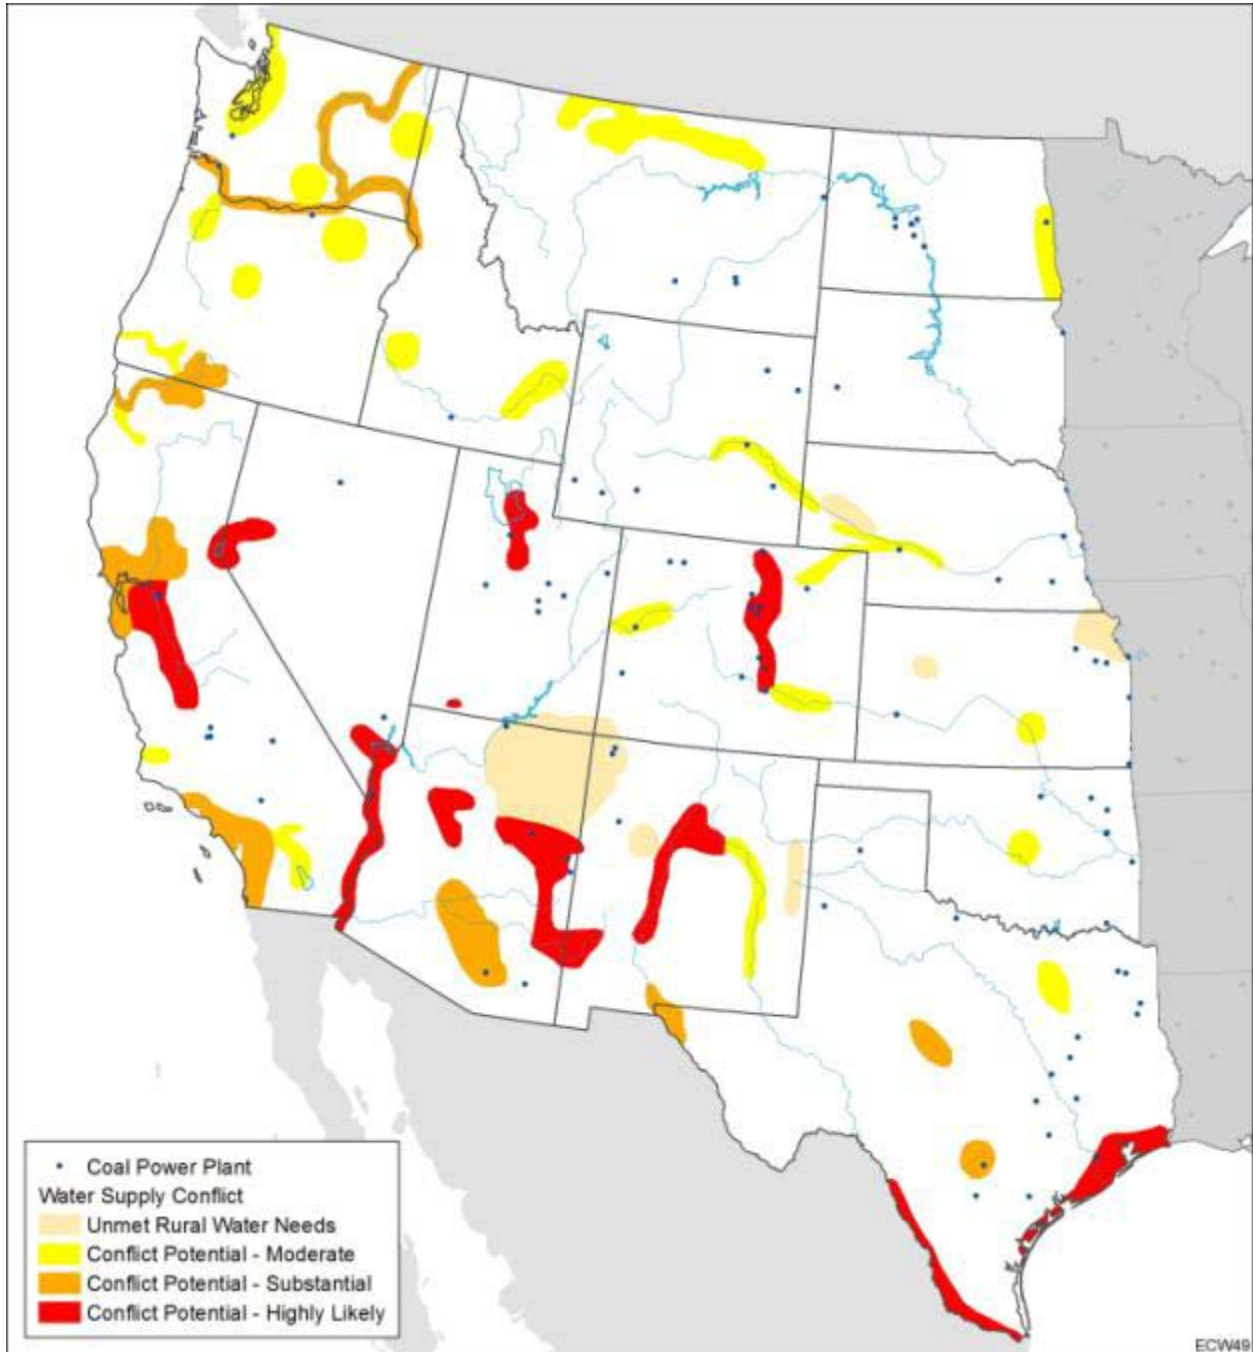 Coal Power Plant
Water Supply Conflict
Unmet Rural Water Needs
Conflict Potential - Moderate
Conflict Potential - Substantial
Conflict Potential - Highly Likely
ECW49